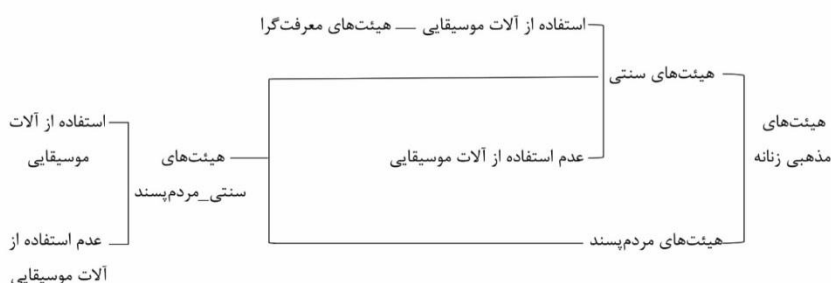 استفاده از آلات موسیقایی — هیئت‌های معرفت‌گرا
هیئت‌های سنتی
هیئت‌های
مذهبی زنانه
عدم استفاده از آلات موسیقایی
هیئت‌های مردم‌پسند
هیئت‌های
سنتی_مردم‌پسند
استفاده از آلات
موسیقایی
عدم استفاده از
آلات موسیقایی